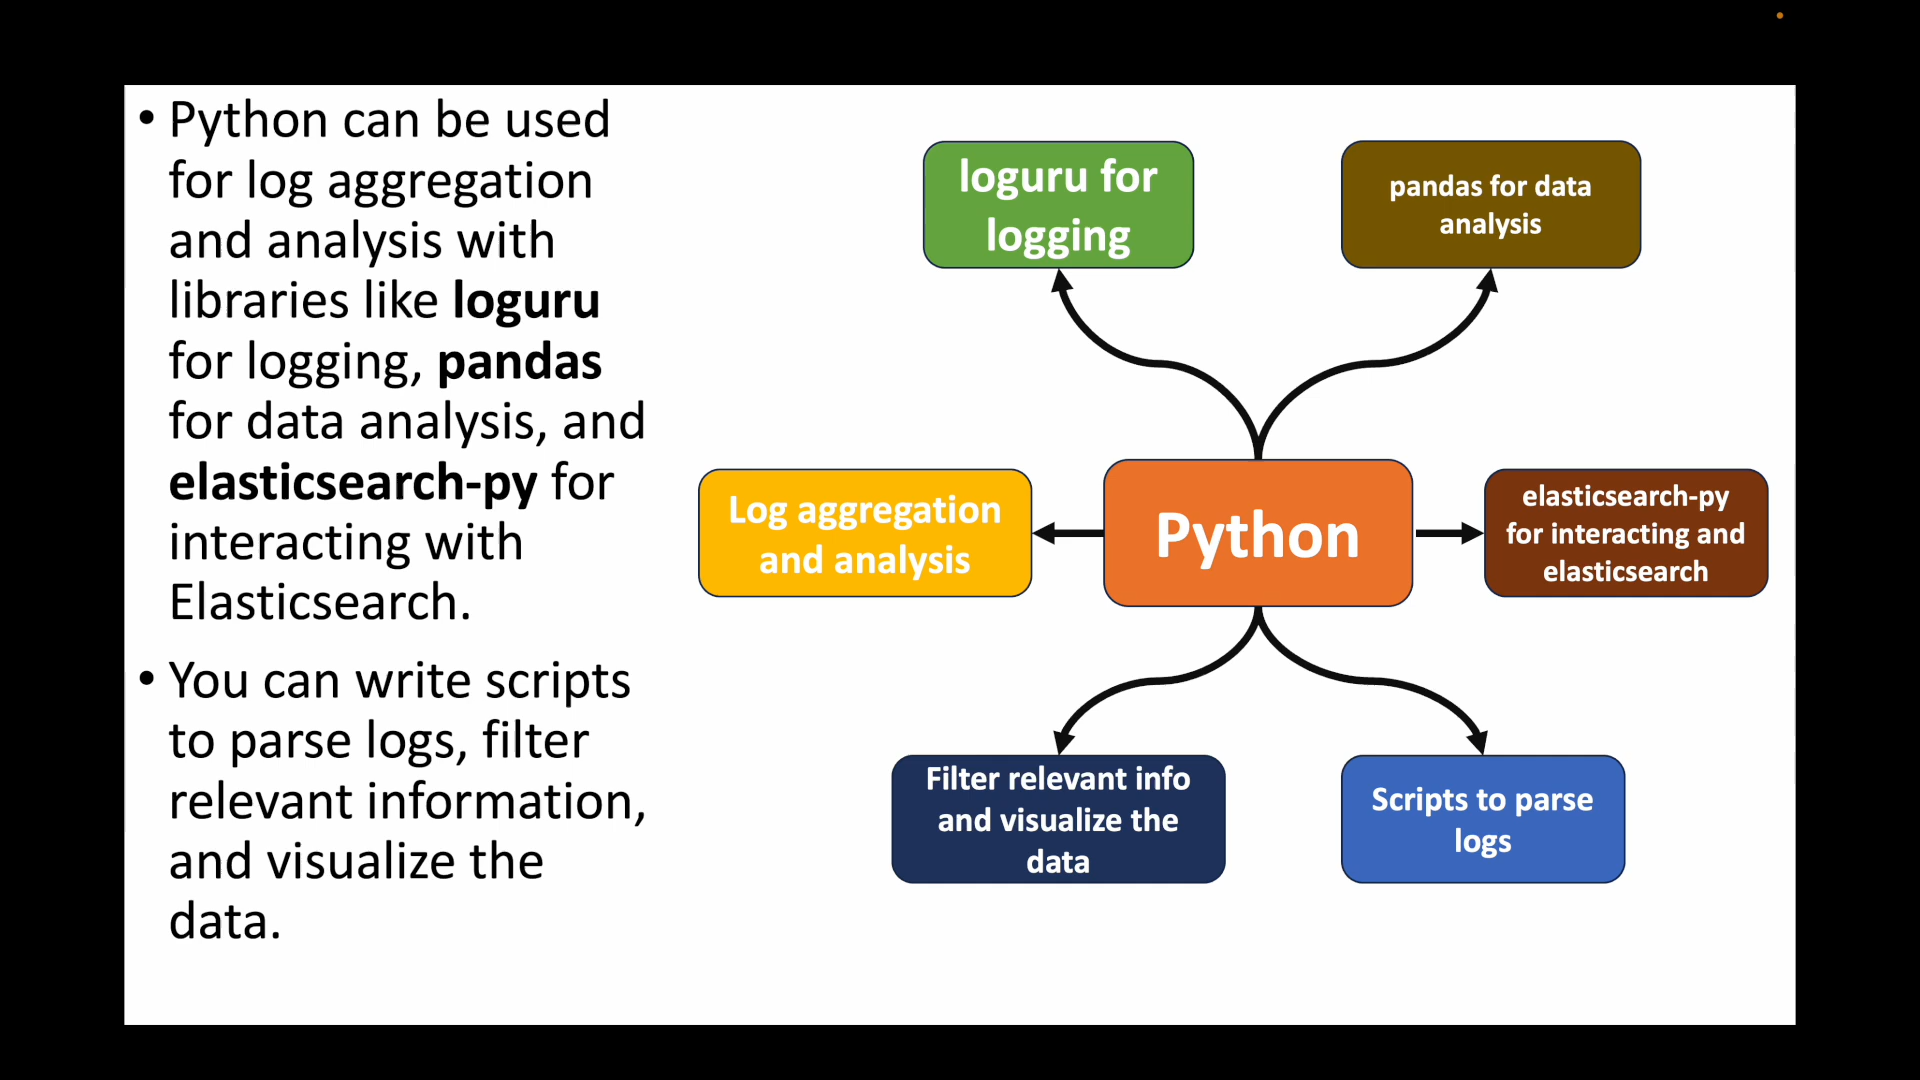 • Python can be used
for log aggregation
and analysis with
libraries like loguru
for logging, pandas
for data analysis, and
elasticsearch-py for
interacting with
Elasticsearch.
• You can write scripts
to parse logs, filter
relevant information,
and visualize the
data.
loguru for
logging
pandas for data
analysis
Log aggregation
and analysis
Python
elasticsearch-py
for interacting and
elasticsearch
Filter relevant info
and visualize the
data
Scripts to parse
logs